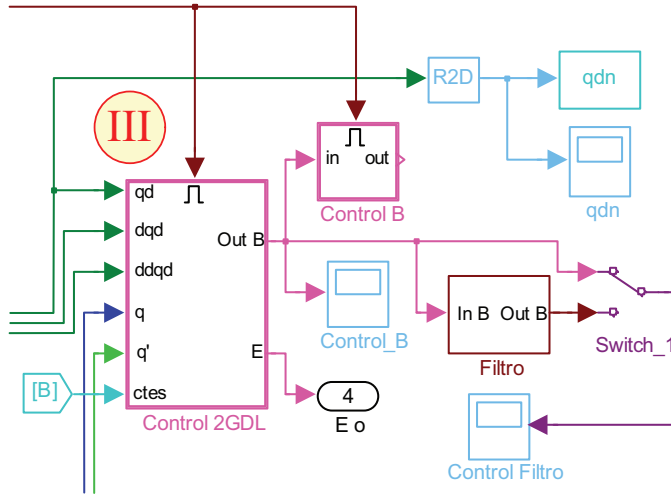 R2D
qdn
III
in
out
qdn
Control B
qd
dqd
Out B
ddqd
q
In B
Out B
Control_B
Switch_1
q'
E
Filtro
[B]
ctes
4
Control 2GDL
E o
Control Filtro